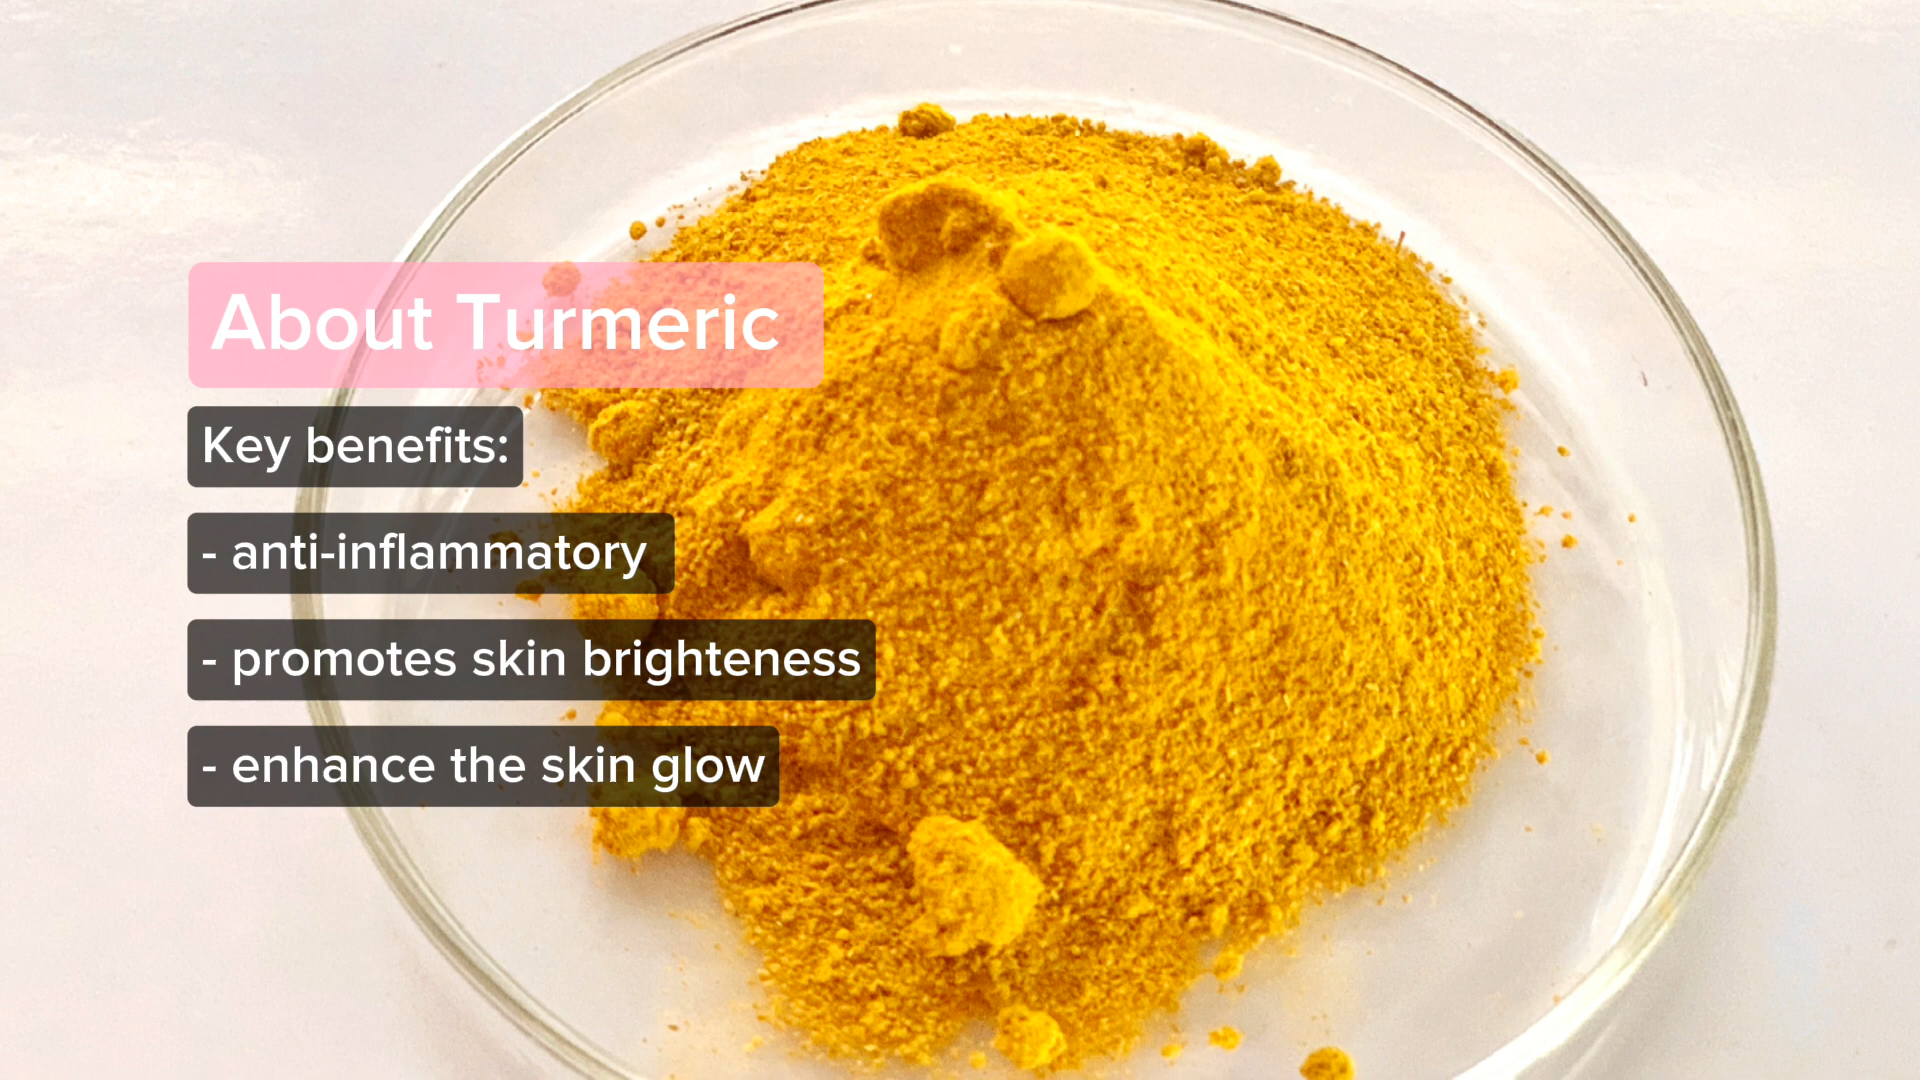 About Turmeric
Key benefits:
- anti-inflammatory
- promotes skin brighteness
- enhance the skin glow